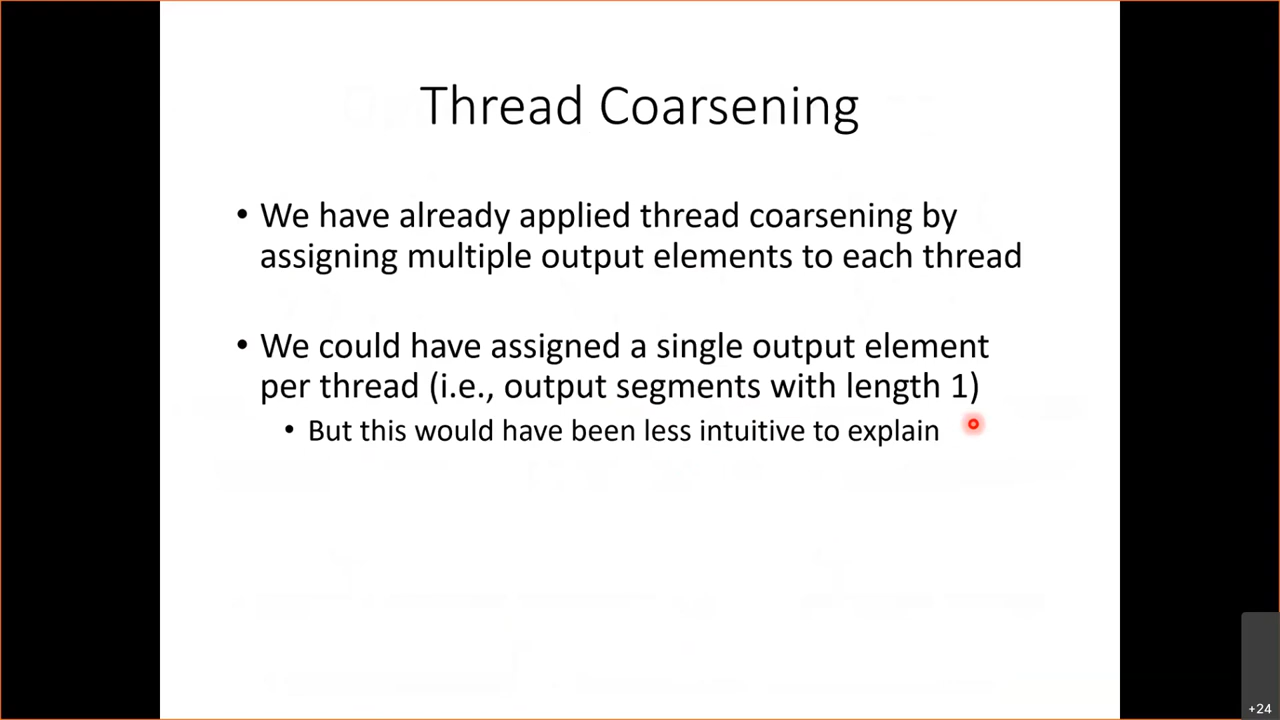 Thread Coarsening
• We have already applied thread coarsening by
assigning multiple output elements to each thread
• We could have assigned a single output element
per thread (i.e., output segments with length 1)
• But this would have been less intuitive to explain
+24